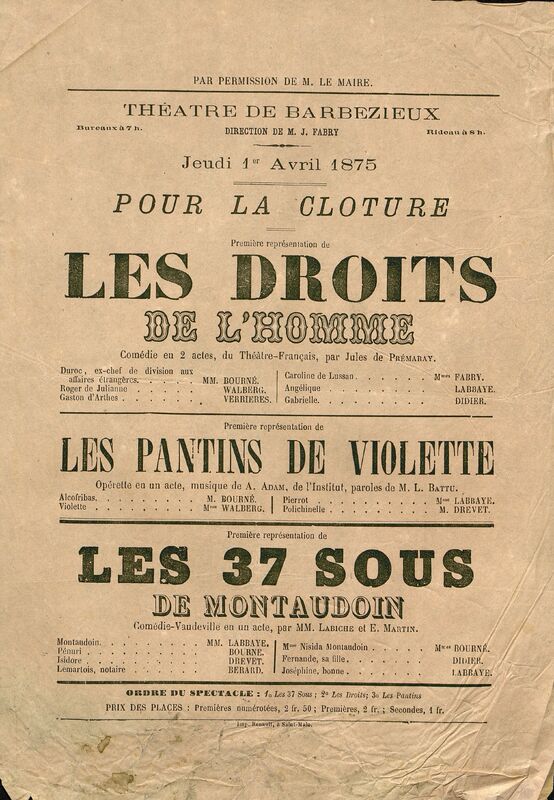 PAR PERMISSION DE M. LE MAIRE.
THÉATRE DE BARBEZIEUX
Bureaux à 7 h. DIRECTION DE M. J. FABRY Rideau à 8 h.
Jeudi 1er Avril 1875
POUR LA CLOTURE
Première représentation de
LES DROITS
DE L'HOMME
Comédie en 2 actes, du Théâtre-Français, par Jules de PRÉMARAY.
Duroc, ex-chef de division aux
affaires étrangères. MM. BOURNÉ.
Roger de Julianne WALBERG.
Gaston d'Arthes VERRIERES.
Caroline de Lussan Mmes FABRY.
Angélique LABBAYE.
Gabrielle. DIDIER.
Première représentation de
LES PANTINS DE VIOLETTE
Opérette en un acte, musique de A. ADAM, de l'Institut, paroles de M. L. BATTU.
Alcofribas. M. BOURNÉ.
Violette Mme WALBERG.
Pierrot Mme LABBAYE.
Polichinelle M. DREVET.
Première représentation de
LES 37 SOUS
DE MONTAUDOIN
Comédie-Vaudeville en un acte, par MM. LABICHE et E. MARTIN.
Montaudoin. MM. LABBAYE.
Pénuri BOURNE.
Isidore DREVET.
Lemartois, notaire BERARD.
Mme Nisida Montaudoin Mmes BOURNÉ.
Fernande, sa fille. DIDIER.
Joséphine, bonne LABBAYE.
ORDRE DU SPECTACLE : 1o Les 37 Sous ; 2o Les Droits; 3o Les Pantins
PRIX DES PLACES : Premières numérotées, 2 fr. 50 ; Premières, 2 fr. ; Secondes, 1 fr.
Imp. Renault, à Saint-Malo.